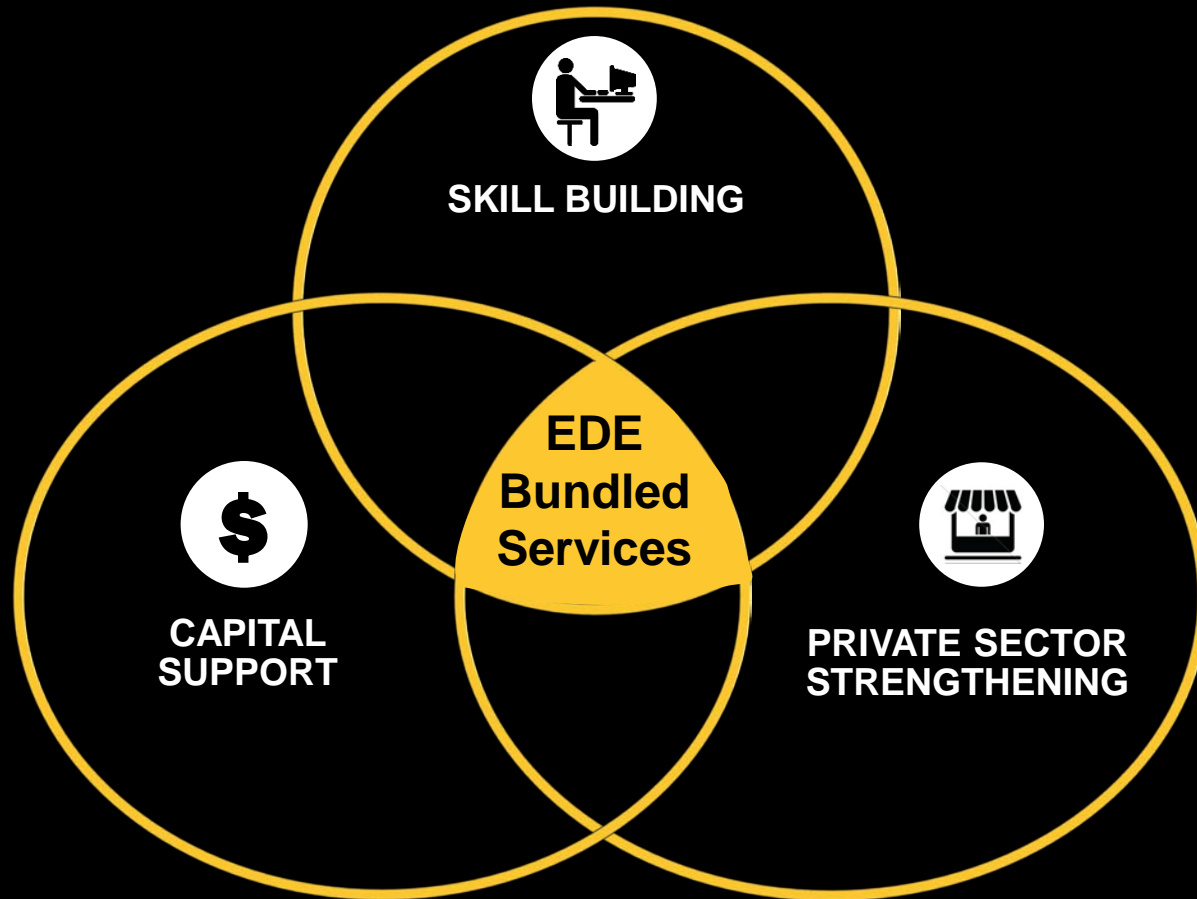 SKILL BUILDING
EDE
Bundled
Services
$
CAPITAL
SUPPORT
PRIVATE SECTOR
STRENGTHENING